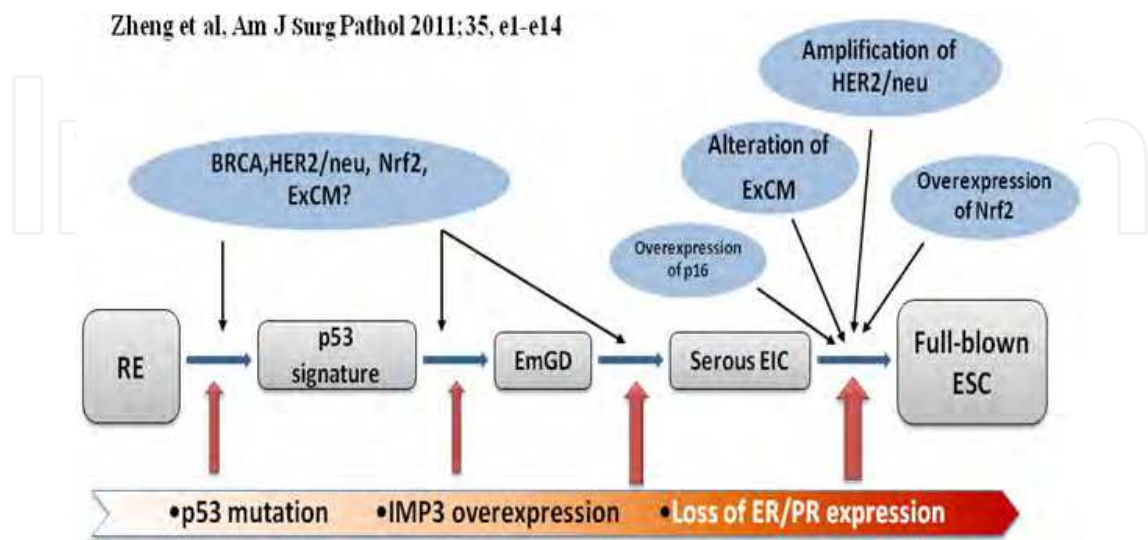 Zheng et al, Am J Surg Pathol 2011;35, e1-e14
Amplification of
HER2/neu
BRCA,HER2/neu, Nrf2,
ExCM?
Alteration of
ExCM
Overexpression
of Nrf2
Overexpression
of p16
RE
p53
signature
EmGD
Serous EIC
Full-blown
ESC
•p53 mutation •IMP3 overexpression •Loss of ER/PR expression